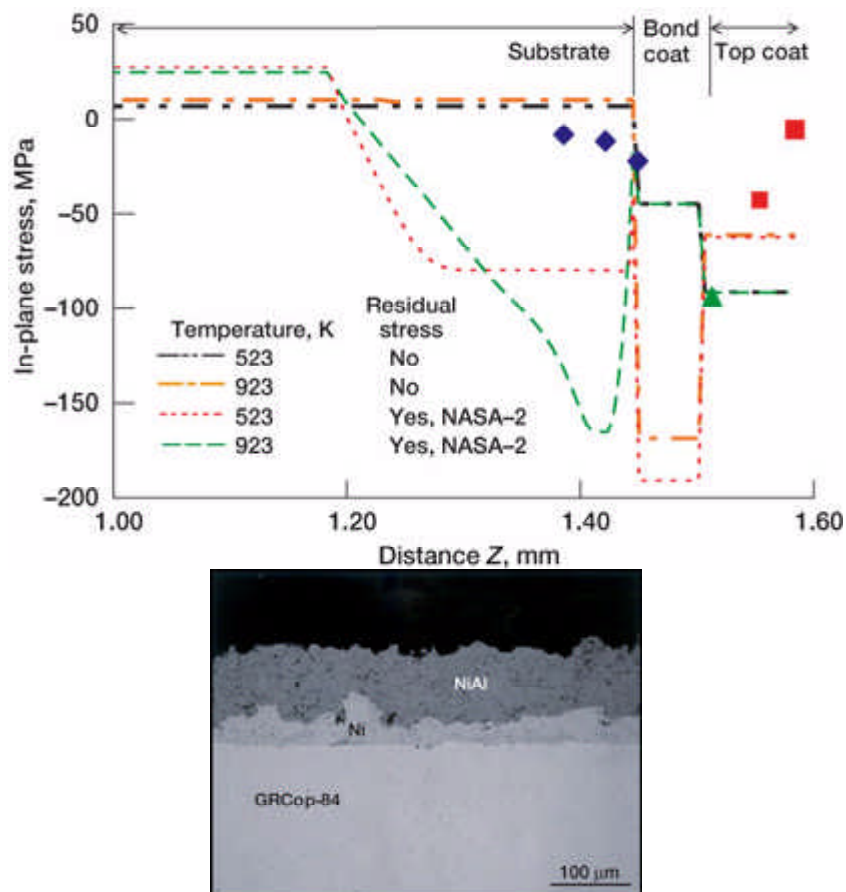 50
0
−50
−100
−150
−200
In-plane stress, MPa
Substrate
Bond
coat
Top coat
Temperature, K
Residual
stress
523 No
923 No
523 Yes, NASA–2
923 Yes, NASA–2
1.00 1.20 1.40 1.60
Distance Z, mm
NiAl
Ni
GRCop-84
100 μm